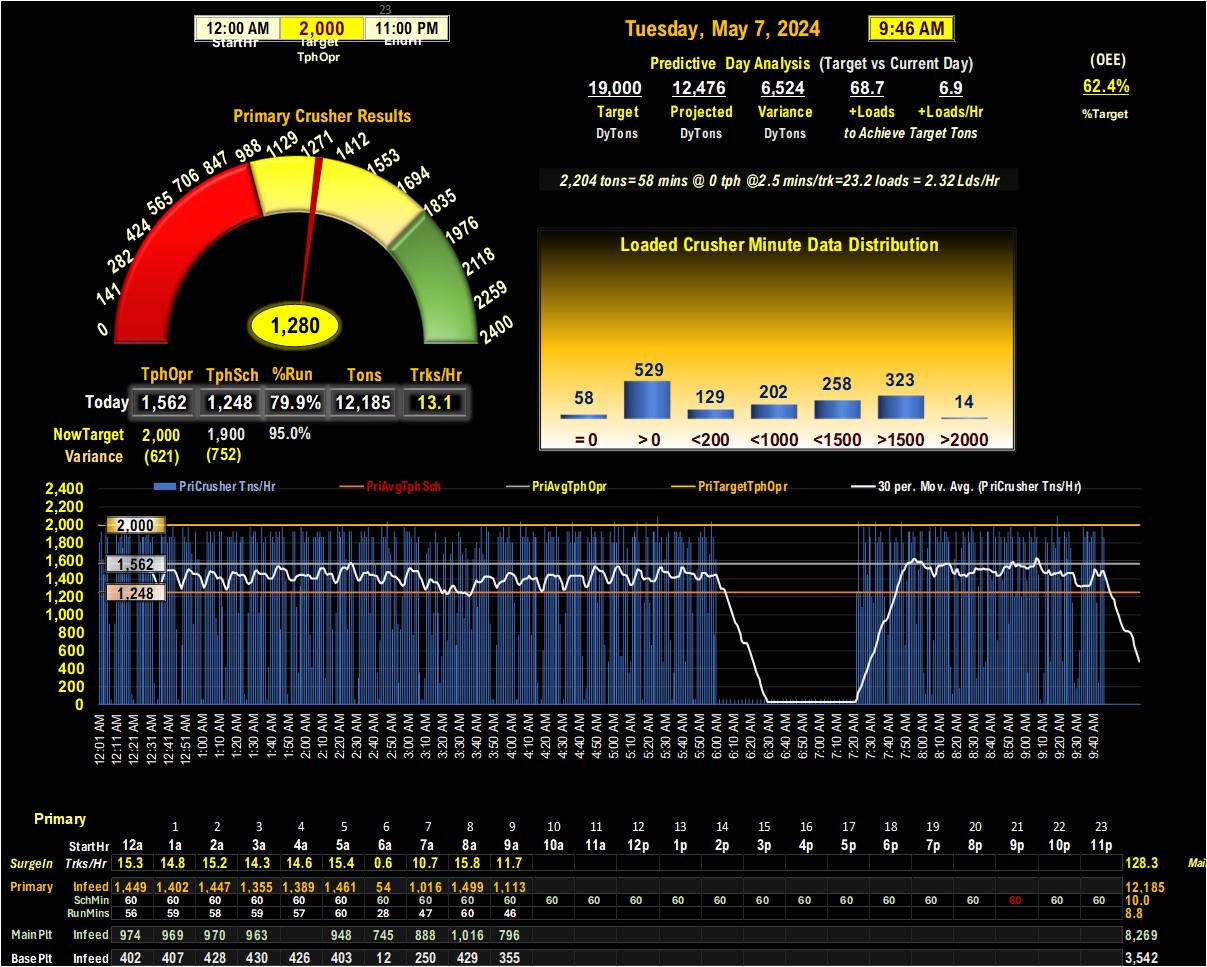 23
12:00 AM 2,000 11:00 PM
StartHr Target EndHr
TphOpr
Tuesday, May 7, 2024 9:46 AM
Predictive Day Analysis (Target vs Current Day)
(OEE)
19,000 12,476 6,524 68.7 6.9
62.4%
Target Projected Variance +Loads +Loads/Hr
%Target
DyTons DyTons DyTons to Achieve Target Tons
2,204 tons=58 mins @ 0 tph @2.5 mins/trk=23.2 loads = 2.32 Lds/Hr
Primary Crusher Results
0 141 282 424 565 706 847 988 1129 1271 1412 1553 1694 1835 1976 2118 2259 2400
1,280
TphOpr TphSch %Run Tons Trks/Hr
Today 1,562 1,248 79.9% 12,185 13.1
NowTarget 2,000 1,900 95.0%
Variance (621) (752)
Loaded Crusher Minute Data Distribution
58 529 129 202 258 323 14
= 0 > 0 <200 <1000 <1500 >1500 >2000
PriCrusher Tns/Hr PriAvgTphSch PriAvgTphOpr PriTargetTphOpr 30 per. Mov. Avg. (PriCrusher Tns/Hr)
2,400
2,200
2,000
1,800
1,600
1,400
1,200
1,000
800
600
400
200
0
2,000
1,562
1,248
12:01 AM 12:11 AM 12:21 AM 12:31 AM 12:41 AM 12:51 AM 1:00 AM 1:10 AM 1:20 AM 1:30 AM 1:40 AM 1:50 AM 2:00 AM 2:10 AM 2:20 AM 2:30 AM 2:40 AM 2:50 AM 3:00 AM 3:10 AM 3:20 AM 3:30 AM 3:40 AM 3:50 AM 4:00 AM 4:10 AM 4:20 AM 4:30 AM 4:40 AM 4:50 AM 5:00 AM 5:10 AM 5:20 AM 5:30 AM 5:40 AM 5:50 AM 6:00 AM 6:10 AM 6:20 AM 6:30 AM 6:40 AM 6:50 AM 7:00 AM 7:10 AM 7:20 AM 7:30 AM 7:40 AM 7:50 AM 8:00 AM 8:10 AM 8:20 AM 8:30 AM 8:40 AM 8:50 AM 9:00 AM 9:10 AM 9:20 AM 9:30 AM 9:40 AM
Primary
1 2 3 4 5 6 7 8 9 10 11 12 13 14 15 16 17 18 19 20 21 22 23
StartHr 12a 1a 2a 3a 4a 5a 6a 7a 8a 9a 10a 11a 12p 1p 2p 3p 4p 5p 6p 7p 8p 9p 10p 11p
SurgeIn Trks/Hr 15.3 14.8 15.2 14.3 14.6 15.4 0.6 10.7 15.8 11.7 128.3
Primary Infeed 1,449 1,402 1,447 1,355 1,389 1,461 54 1,016 1,499 1,113 12,185
SchMin 60 60 60 60 60 60 60 60 60 60 60 60 60 60 60 60 60 60 60 60 60 60 60 60 10.0
RunMins 56 59 58 59 57 60 28 47 60 46 8.8
MainPlt Infeed 974 969 970 963 948 745 888 1,016 796 8,269
BasePlt Infeed 402 407 428 430 426 403 12 250 429 355 3,542